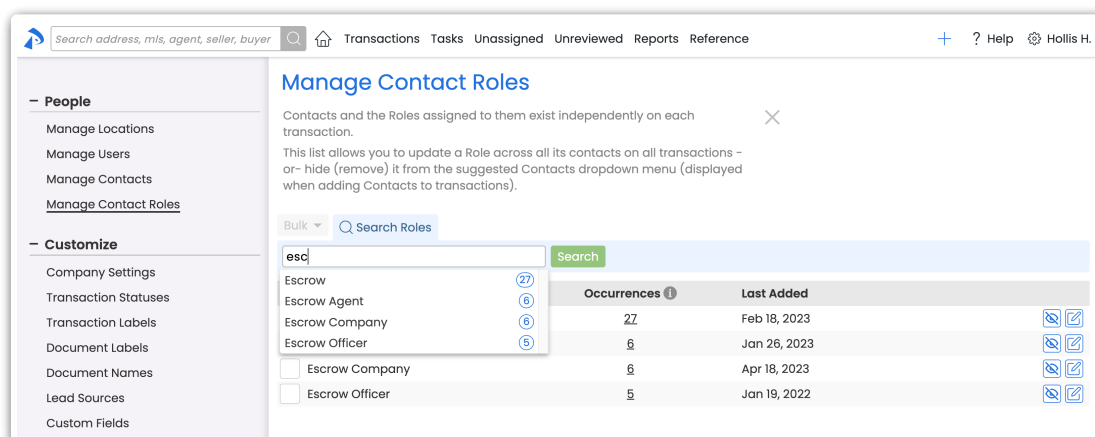 Search address, mls, agent, seller, buyer
Transactions Tasks Unassigned Unreviewed Reports Reference
+ ? Help Hollis H.
− People
Manage Locations
Manage Users
Manage Contacts
Manage Contact Roles
− Customize
Company Settings
Transaction Statuses
Transaction Labels
Document Labels
Document Names
Lead Sources
Custom Fields
Manage Contact Roles
Contacts and the Roles assigned to them exist independently on each
transaction.
This list allows you to update a Role across all its contacts on all transactions -
or- hide (remove) it from the suggested Contacts dropdown menu (displayed
when adding Contacts to transactions).
Bulk Search Roles
esc Search
Escrow 27
Escrow Agent 6
Escrow Company 6
Escrow Officer 5
Occurrences i Last Added
27 Feb 18, 2023
6 Jan 26, 2023
Escrow Company 6 Apr 18, 2023
Escrow Officer 5 Jan 19, 2022